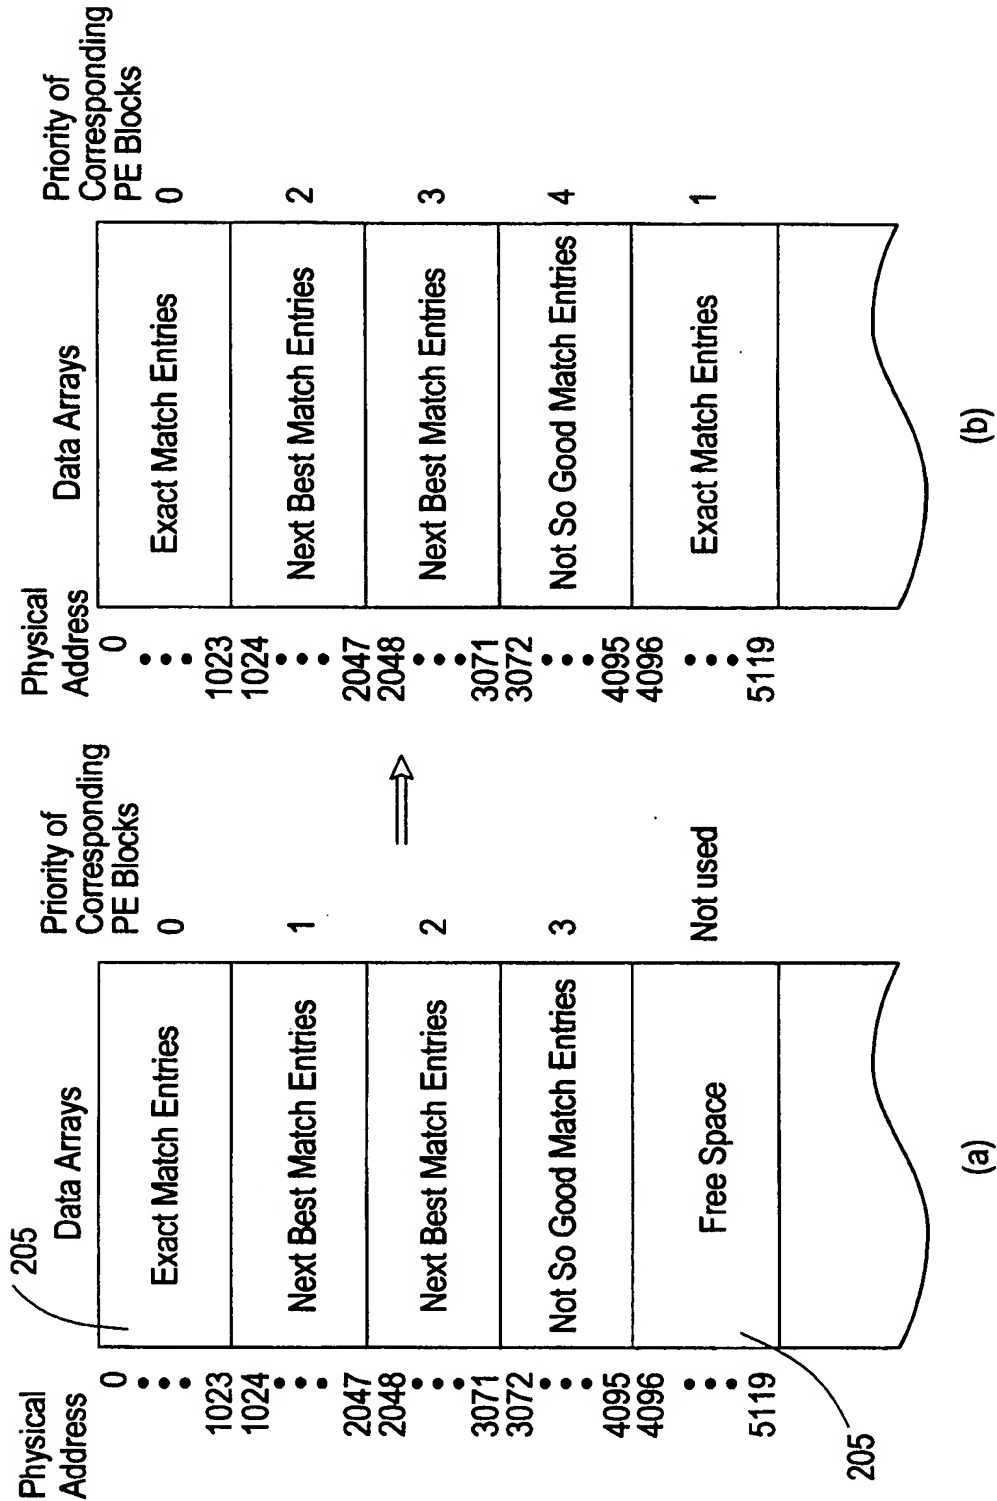 Physical
Address
Data Arrays
Priority of
Corresponding
PE Blocks
205
0
1023
Exact Match Entries
0
1024
2047
Next Best Match Entries
1
2048
3071
Next Best Match Entries
2
3072
4095
Not So Good Match Entries
3
4096
5119
Free Space
Not used
205
(a)
Physical
Address
Data Arrays
Priority of
Corresponding
PE Blocks
0
1023
Exact Match Entries
0
1024
2047
Next Best Match Entries
2
2048
3071
Next Best Match Entries
3
3072
4095
Not So Good Match Entries
4
4096
5119
Exact Match Entries
1
(b)